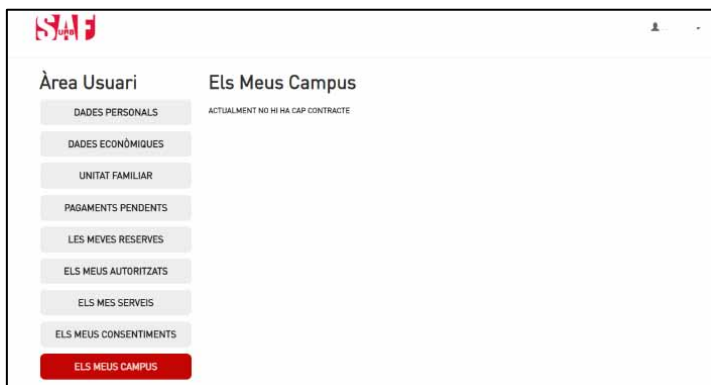 SAF
UAB
Àrea Usuari
DADES PERSONALS
DADES ECONÒMIQUES
UNITAT FAMILIAR
PAGAMENTS PENDENTS
LES MEVES RESERVES
ELS MEUS AUTORITZATS
ELS MES SERVEIS
ELS MEUS CONSENTIMENTS
ELS MEUS CAMPUS
Els Meus Campus
ACTUALMENT NO HI HA CAP CONTRACTE